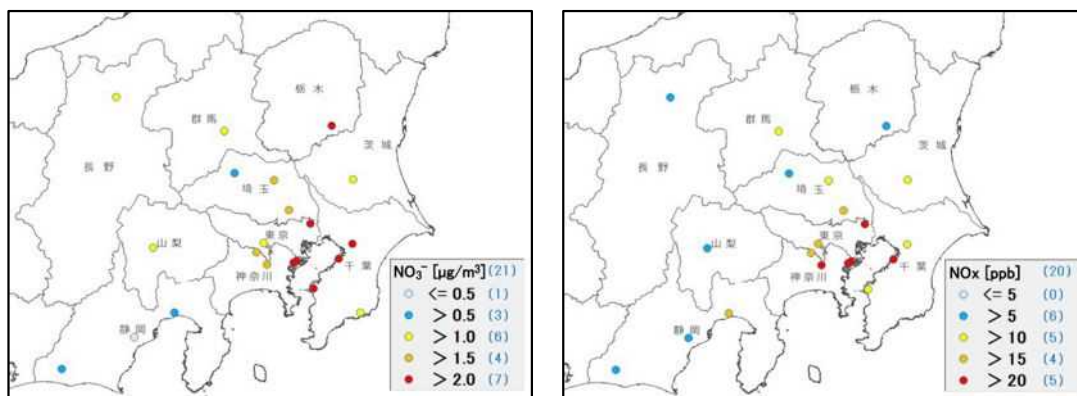 栃木
群馬
茨城
長野
埼玉
東京
山梨
千葉
神奈川
静岡
NO₃⁻ [μg/m³] (21)
<= 0.5 (1)
> 0.5 (3)
> 1.0 (6)
> 1.5 (4)
> 2.0 (7)
栃木
群馬
茨城
長野
埼玉
東京
山梨
千葉
神奈川
静岡
NOx [ppb] (20)
<= 5 (0)
> 5 (6)
> 10 (5)
> 15 (4)
> 20 (5)